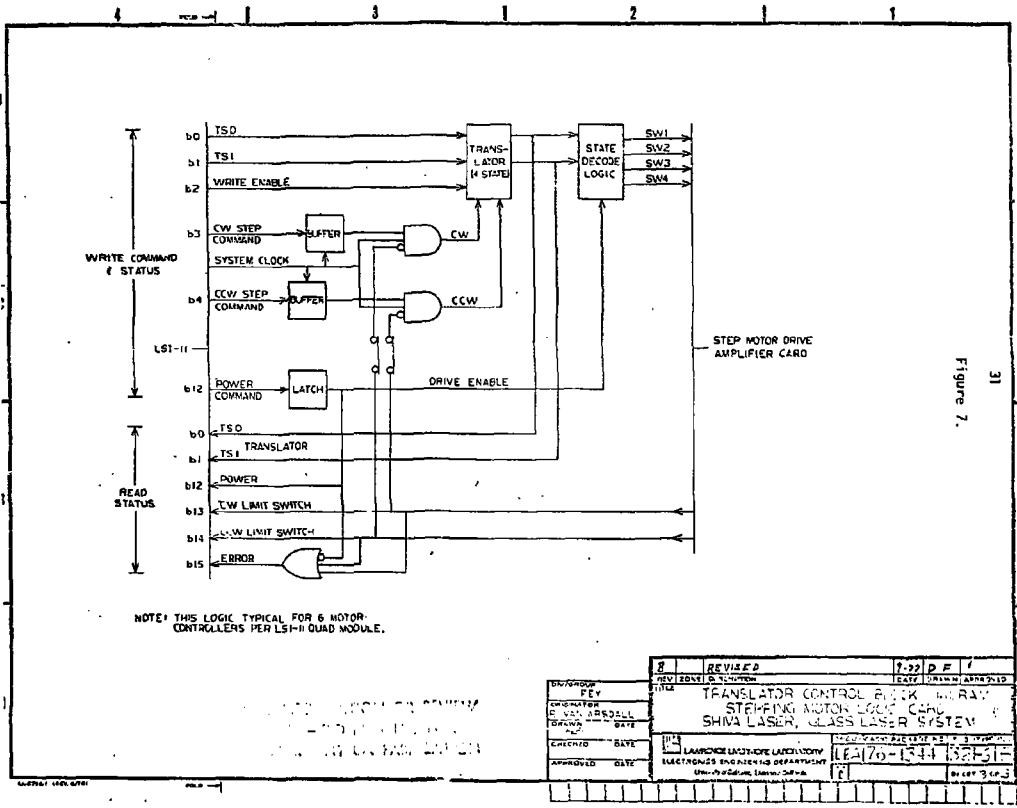 4 3 2 1
b0 TS0
b1 TS1
b2 WRITE ENABLE
TRANS-
LATOR
(4 STATE)
STATE
DECODE
LOGIC
SW1
SW2
SW3
SW4
b3 CW STEP
COMMAND
BUFFER
CW
WRITE COMMAND
& STATUS
SYSTEM CLOCK
b4 CCW STEP
COMMAND
BUFFER
CCW
LSI-11
STEP MOTOR DRIVE
AMPLIFIER CARD
b12 POWER
COMMAND
LATCH
DRIVE ENABLE
b0 TS0
b1 TS1 TRANSLATOR
b12 POWER
READ
STATUS
b13 CW LIMIT SWITCH
b14 CCW LIMIT SWITCH
b15 ERROR
NOTE: THIS LOGIC TYPICAL FOR 6 MOTOR-
CONTROLLERS PER LSI-11 QUAD MODULE.
31
Figure 7.
REVISED
REV ZONE DATE DRAWN APPROVED
FEY
ORIGINATOR
DRAWN DATE
CHECKED DATE
APPROVED DATE
TITLE
TRANSLATOR CONTROL BLOCK
STEPPING MOTOR LOGIC CARD
SHIVA LASER, GLASS LASER SYSTEM
LAWRENCE LIVERMORE LABORATORY
ELECTRONICS ENGINEERING DEPARTMENT